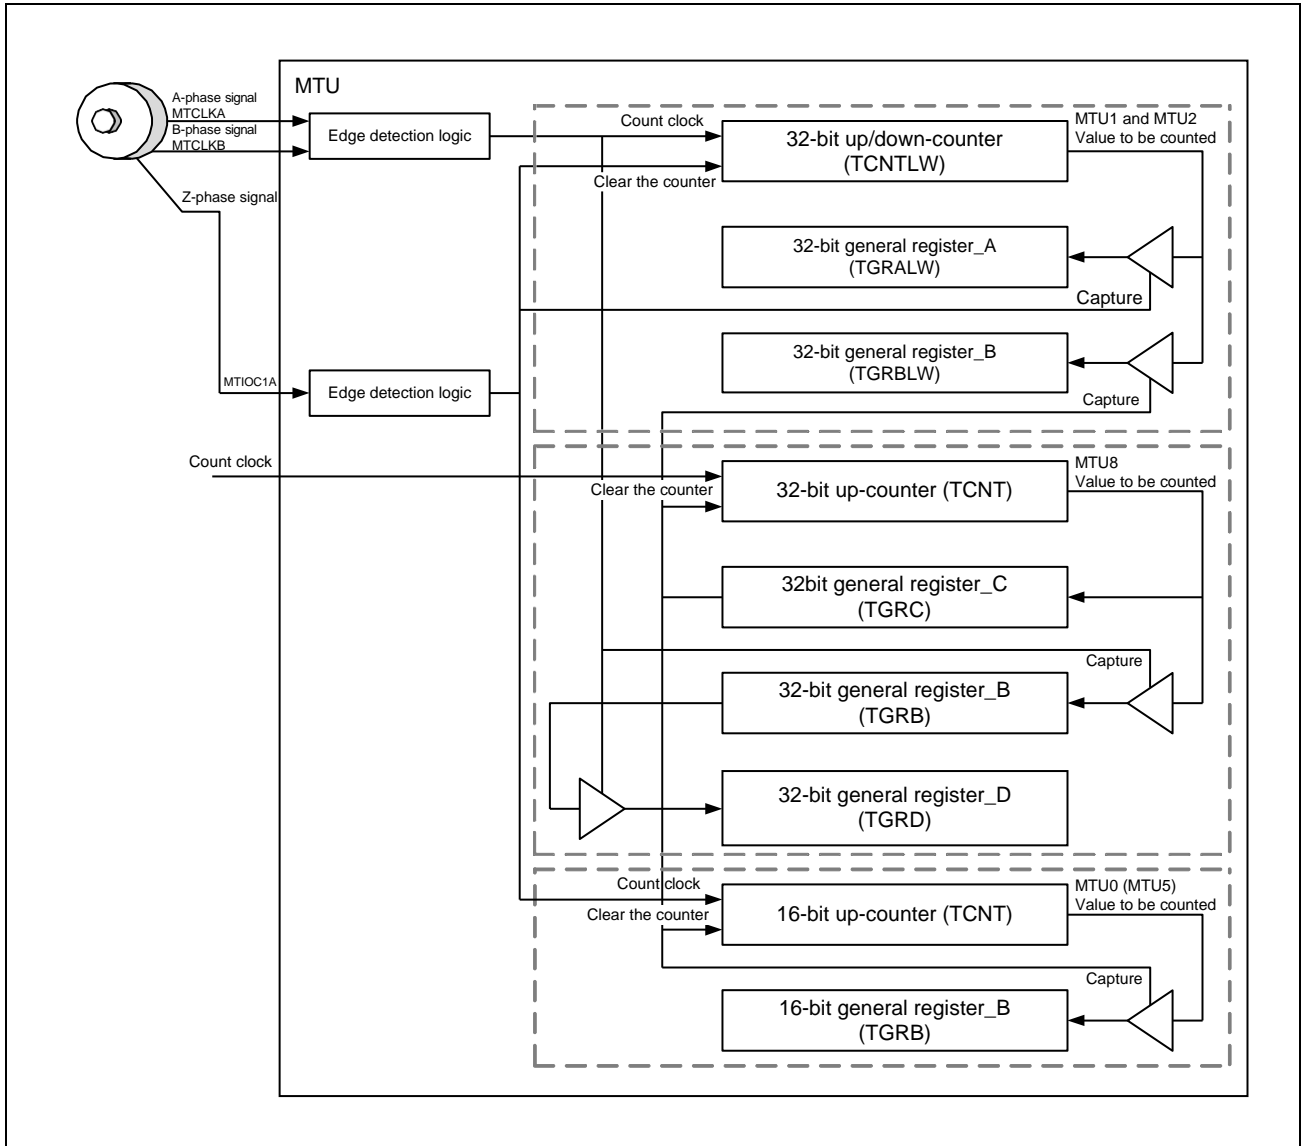 MTU
A-phase signal
MTCLKA
B-phase signal
MTCLKB
Z-phase signal
Edge detection logic
Count clock
Clear the counter
32-bit up/down-counter
(TCNTLW)
MTU1 and MTU2
Value to be counted
32-bit general register_A
(TGRALW)
Capture
32-bit general register_B
(TGRBLW)
Capture
MTIOC1A
Edge detection logic
Count clock
Clear the counter
32-bit up-counter (TCNT)
MTU8
Value to be counted
32bit general register_C
(TGRC)
Capture
32-bit general register_B
(TGRB)
32-bit general register_D
(TGRD)
Count clock
Clear the counter
16-bit up-counter (TCNT)
MTU0 (MTU5)
Value to be counted
Capture
16-bit general register_B
(TGRB)